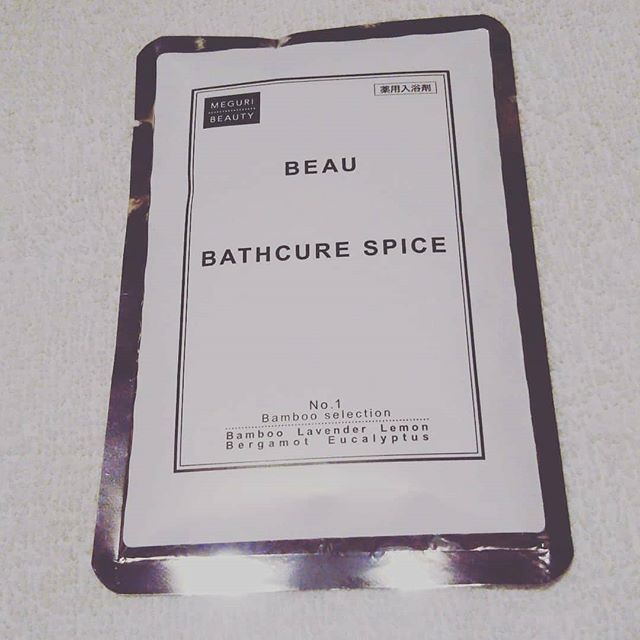 MEGURI
BEAUTY
薬用入浴剤
BEAU
BATHCURE SPICE
No.1
Bamboo selection
Bamboo Lavender Lemon
Bergamot Eucalyptus